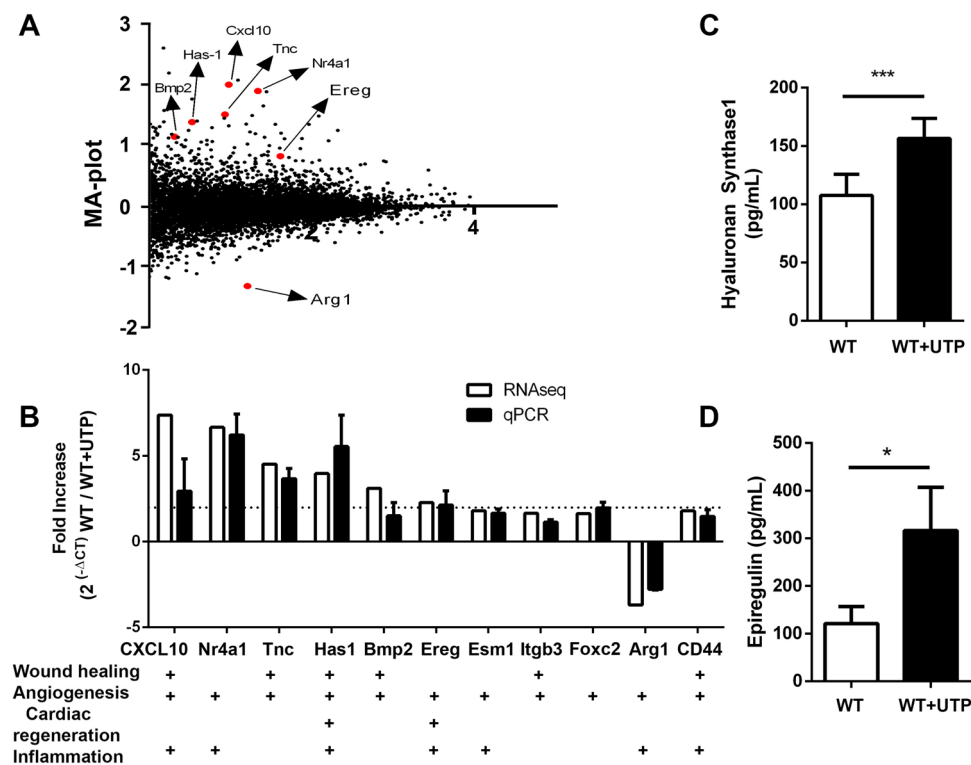 A
3
2
1
0
-1
-2
MA-plot
2
4
Cxcl10
Has-1
Tnc
Nr4a1
Bmp2
Ereg
Arg1
B
10
5
0
-5
Fold Increase
(2 (-ΔCT) WT / WT+UTP)
RNAseq
qPCR
CXCL10 Nr4a1 Tnc Has1 Bmp2 Ereg Esm1 Itgb3 Foxc2 Arg1 CD44
Wound healing + + + + + +
Angiogenesis + + + + + + + + + + +
Cardiac
regeneration + +
Inflammation + + + + + + +
C
***
200
150
100
50
0
Hyaluronan Synthase1
(pg/mL)
WT WT+UTP
D
*
500
400
300
200
100
0
Epiregulin (pg/mL)
WT WT+UTP